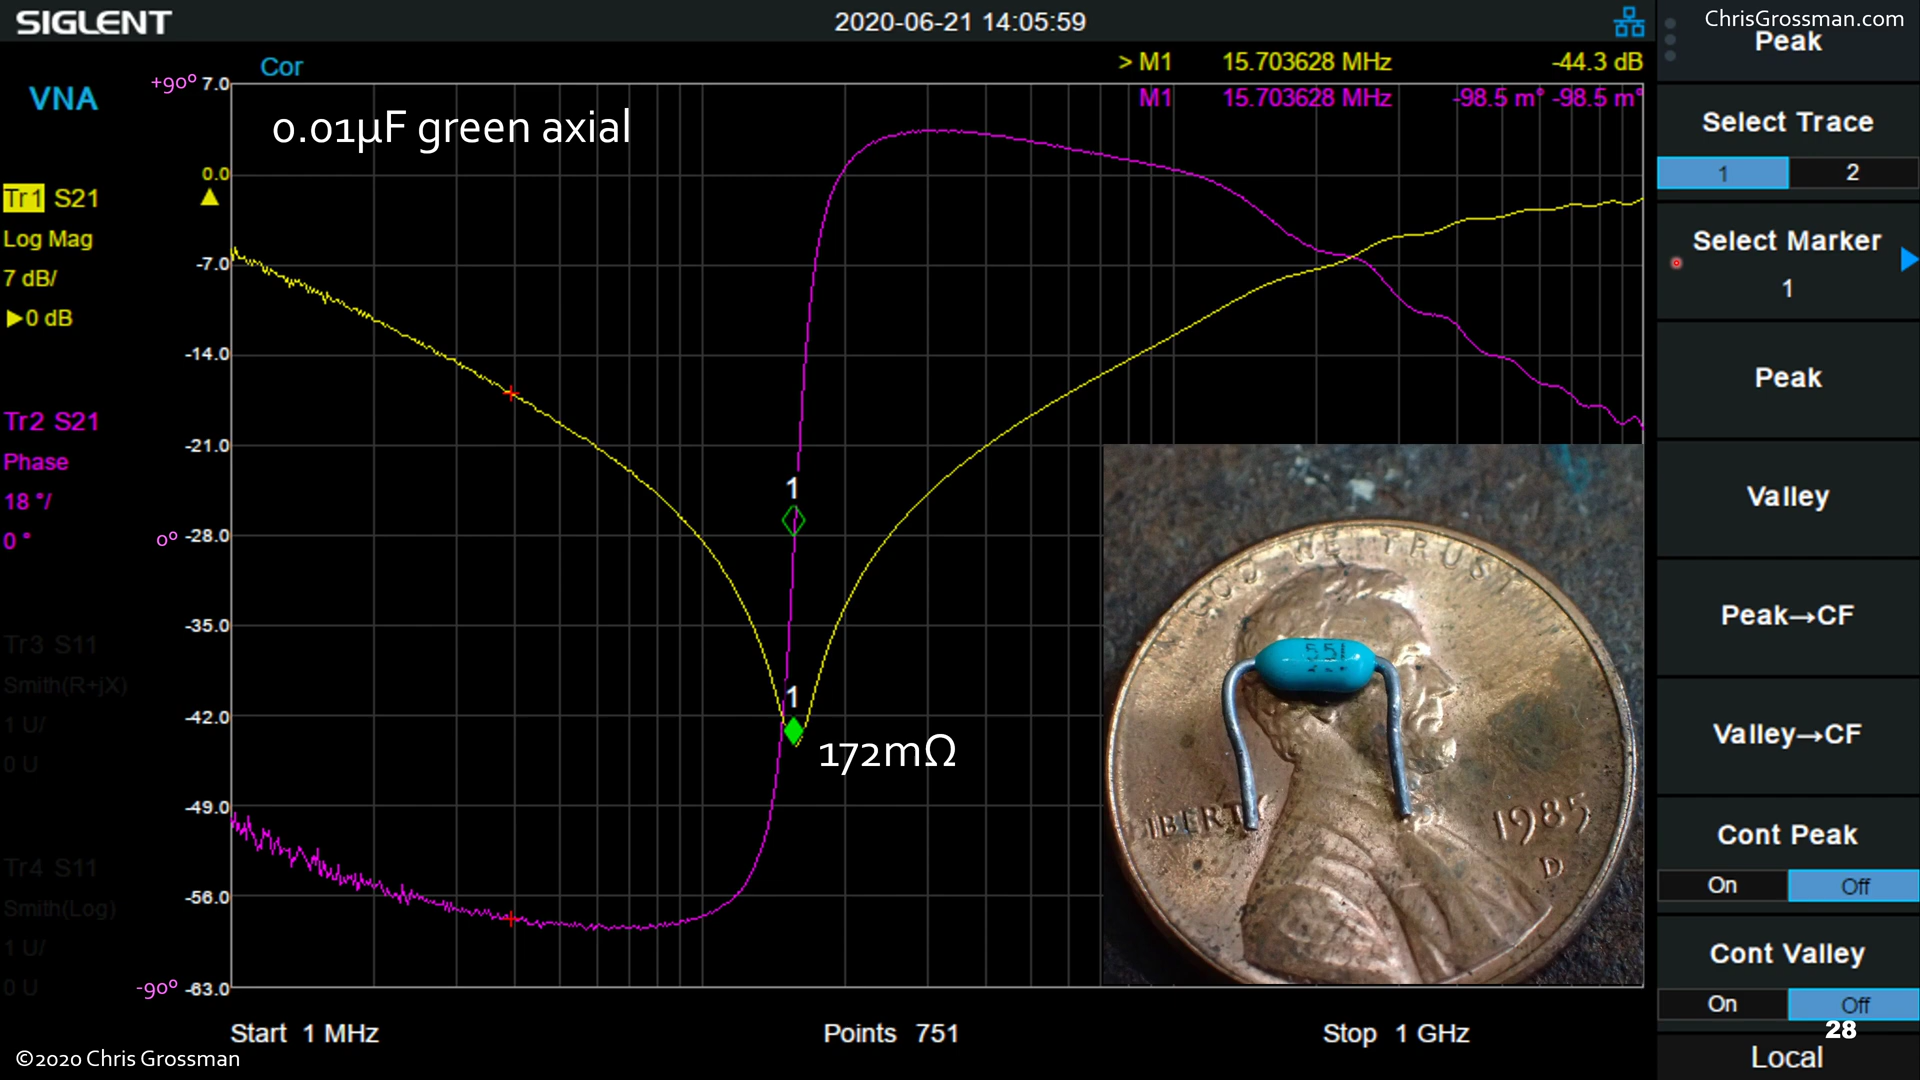 SIGLENT
2020-06-21 14:05:59
ChrisGrossman.com
Peak
VNA
Cor
> M1 15.703628 MHz -44.3 dB
M1 15.703628 MHz -98.5 m° -98.5 m°
+90° 7.0
0.01µF green axial
Select Trace
1 2
0.0
Tr1 S21
Log Mag
7 dB/
▶0 dB
-7.0
Select Marker
1
-14.0
Peak
Tr2 S21
Phase
18 °/
0 °
-21.0
1
0° -28.0
Valley
-35.0
Peak→CF
Tr3 S11
Smith(R+jX)
1 U/
0 U
1
-42.0
172mΩ
Valley→CF
-49.0
Cont Peak
On Off
Tr4 S11
Smith(Log)
1 U/
0 U
-56.0
Cont Valley
On Off
-90° -63.0
WE TRUST
LIBERTY
1985
D
Start 1 MHz
Points 751
Stop 1 GHz
28
Local
©2020 Chris Grossman